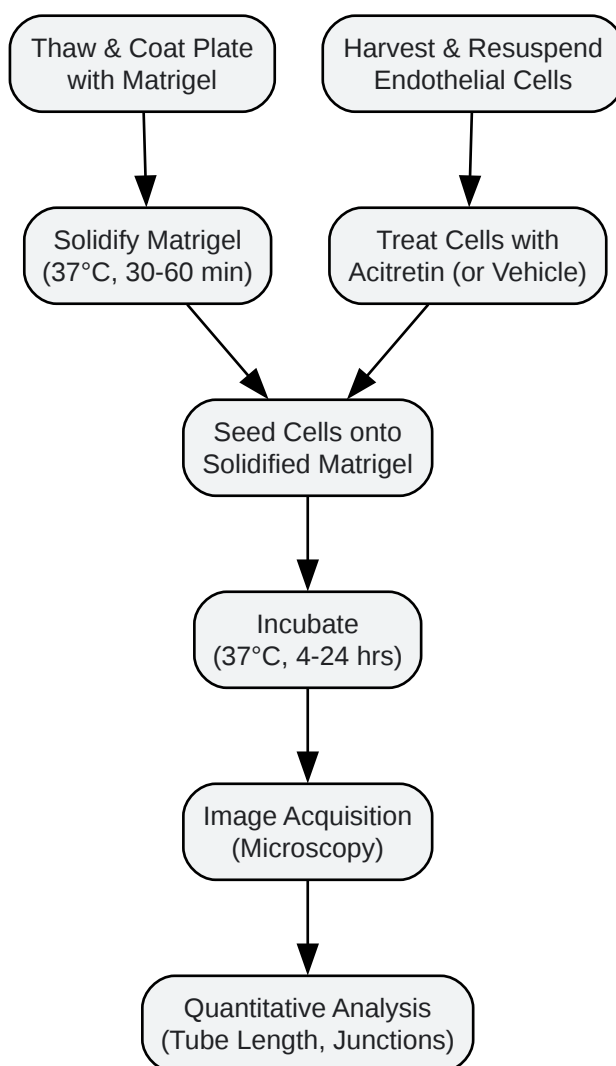 Thaw & Coat Plate
with Matrigel
Harvest & Resuspend
Endothelial Cells
Solidify Matrigel
(37°C, 30-60 min)
Treat Cells with
Acitretin (or Vehicle)
Seed Cells onto
Solidified Matrigel
Incubate
(37°C, 4-24 hrs)
Image Acquisition
(Microscopy)
Quantitative Analysis
(Tube Length, Junctions)